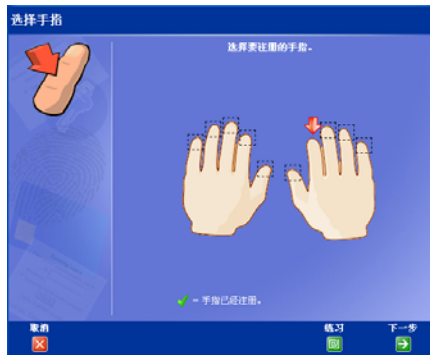 选择手指
选择要注册的手指。
= 手指已经注册。
取消
练习
下一步